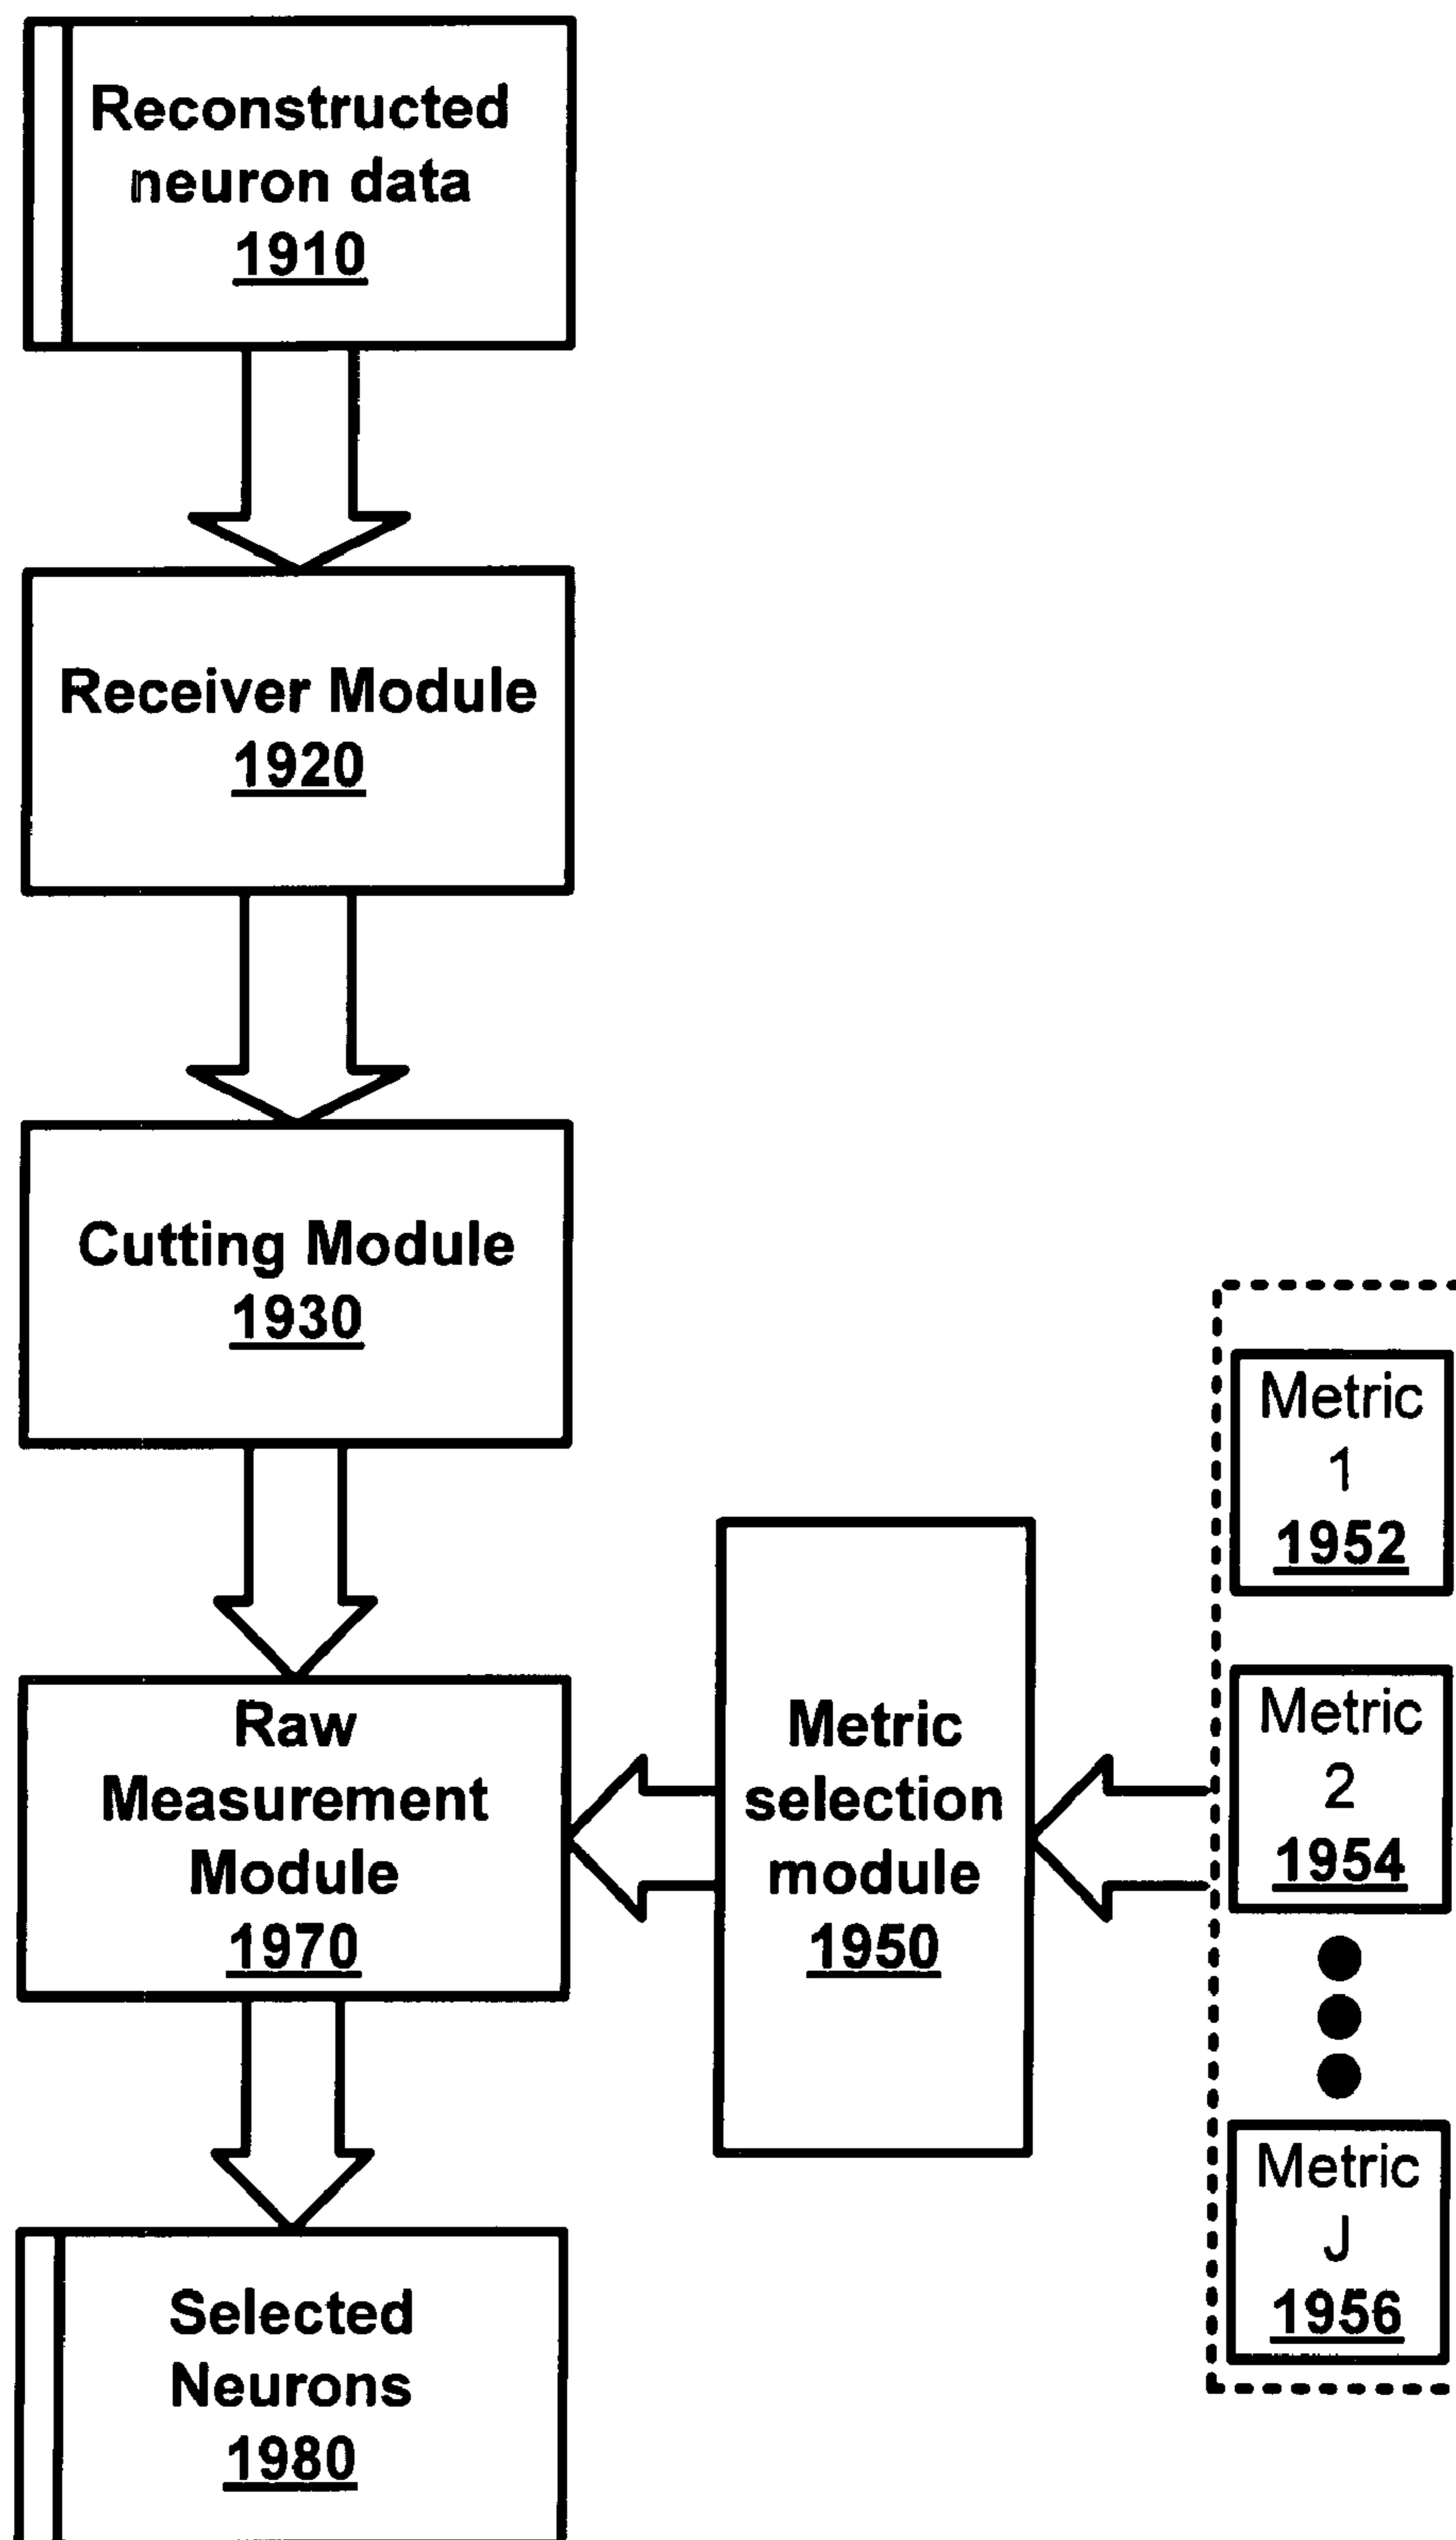 Reconstructed
neuron data
1910
Receiver Module
1920
Cutting Module
1930
Raw
Measurement
Module
1970
Metric
selection
module
1950
Metric
1
1952
Metric
2
1954
Metric
J
1956
Selected
Neurons
1980